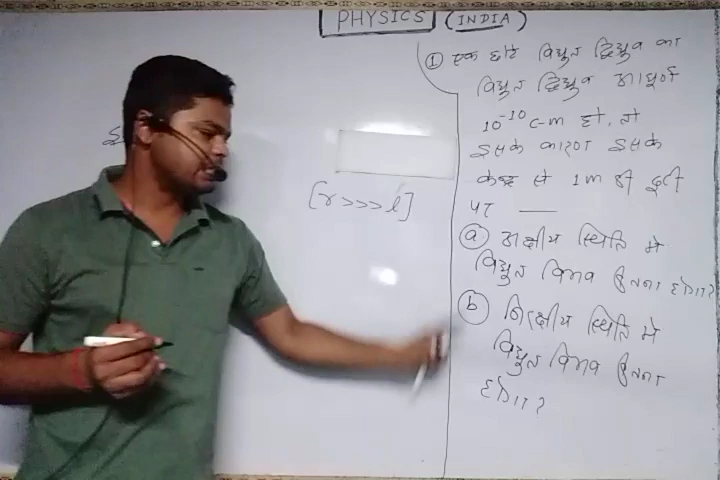 PHYSICS (INDIA)
① एक छोटे विद्युत द्विध्रुव का
विद्युत द्विध्रुव आघूर्ण
10⁻¹⁰ c-m हो, तो
इसके कारण इसके
केन्द्र से 1m की दूरी
पर —
ⓐ अक्षीय स्थिति में
विद्युत विभव कितना होगा?
ⓑ निरक्षीय स्थिति में
विद्युत विभव कितना
होगा?
[r>>>l]